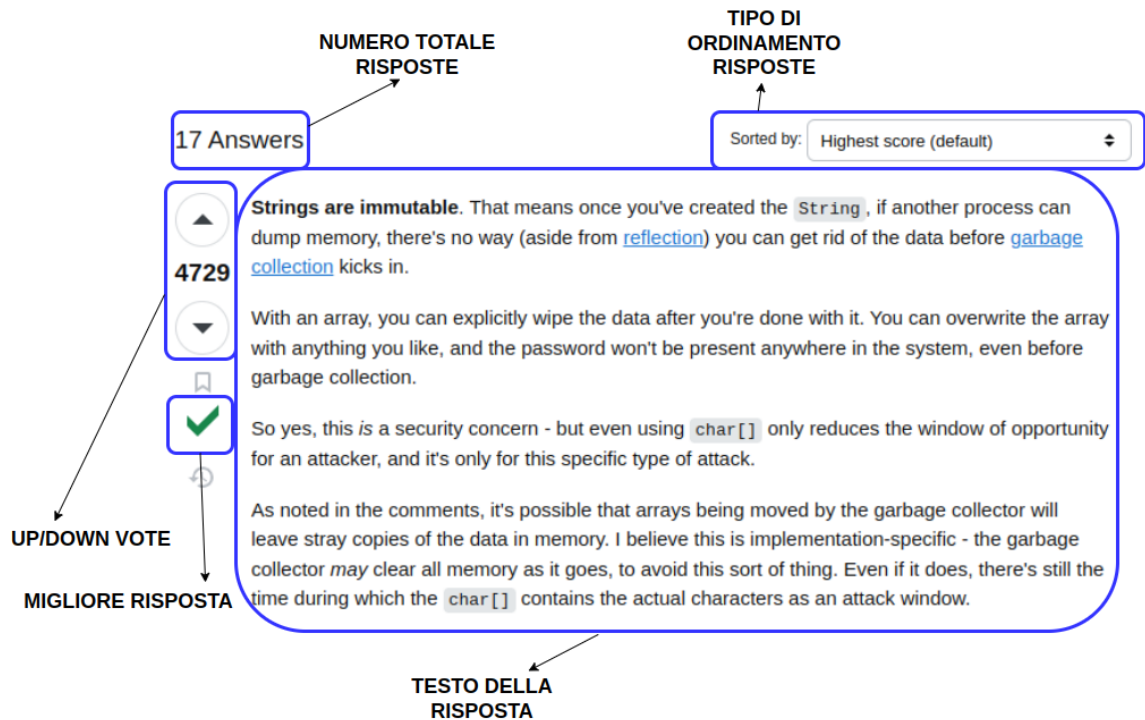 NUMERO TOTALE
RISPOSTE
TIPO DI
ORDINAMENTO
RISPOSTE
17 Answers
Sorted by: Highest score (default)
4729
Strings are immutable. That means once you've created the String, if another process can
dump memory, there's no way (aside from reflection) you can get rid of the data before garbage
collection kicks in.
With an array, you can explicitly wipe the data after you're done with it. You can overwrite the array
with anything you like, and the password won't be present anywhere in the system, even before
garbage collection.
So yes, this is a security concern - but even using char[] only reduces the window of opportunity
for an attacker, and it's only for this specific type of attack.
As noted in the comments, it's possible that arrays being moved by the garbage collector will
leave stray copies of the data in memory. I believe this is implementation-specific - the garbage
collector may clear all memory as it goes, to avoid this sort of thing. Even if it does, there's still the
time during which the char[] contains the actual characters as an attack window.
UP/DOWN VOTE
MIGLIORE RISPOSTA
TESTO DELLA
RISPOSTA